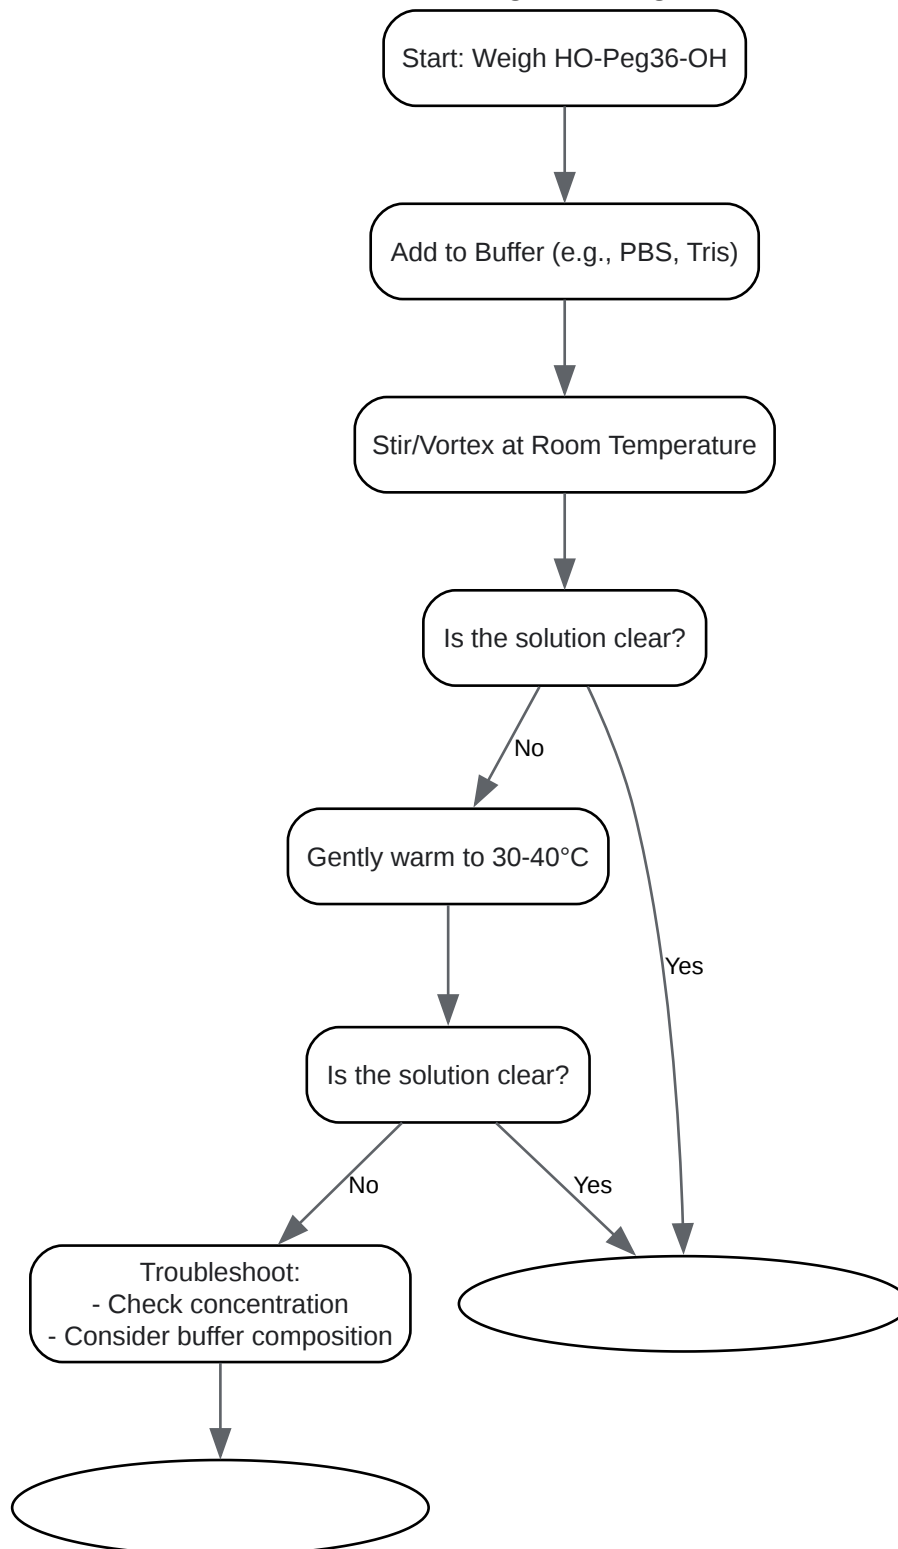 Start: Weigh HO-Peg36-OH
Add to Buffer (e.g., PBS, Tris)
Stir/Vortex at Room Temperature
Is the solution clear?
No
Gently warm to 30-40°C
Yes
Is the solution clear?
No
Yes
Troubleshoot:
- Check concentration
- Consider buffer composition